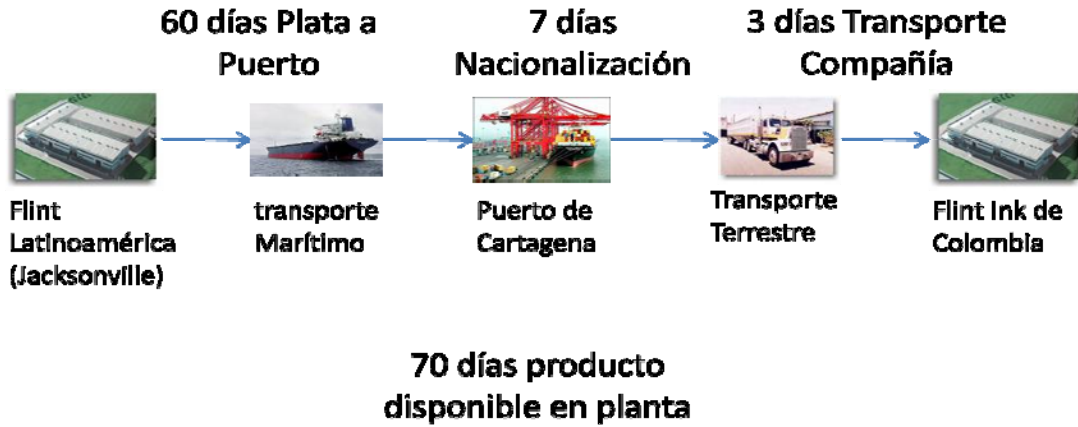 60 días Plata a
Puerto
7 días
Nacionalización
3 días Transporte
Compañía
Flint
Latinoamérica
(Jacksonville)
transporte
Marítimo
Puerto de
Cartagena
Transporte
Terrestre
Flint Ink de
Colombia
70 días producto
disponible en planta